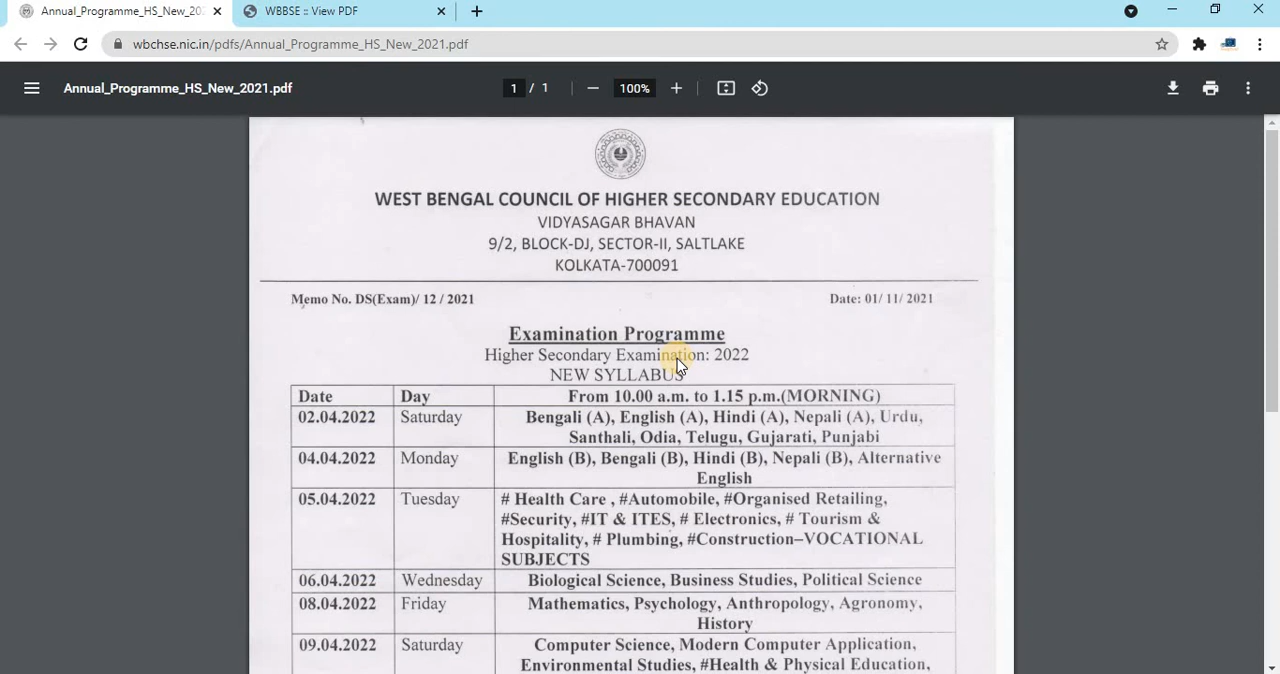 Annual_Programme_HS_New_20
WBBSE :: View PDF
wbchse.nic.in/pdfs/Annual_Programme_HS_New_2021.pdf
Annual_Programme_HS_New_2021.pdf
1 / 1
100%
WEST BENGAL COUNCIL OF HIGHER SECONDARY EDUCATION
VIDYASAGAR BHAVAN
9/2, BLOCK-DJ, SECTOR-II, SALTLAKE
KOLKATA-700091
Memo No. DS(Exam)/ 12 / 2021
Date: 01/ 11/ 2021
Examination Programme
Higher Secondary Examination: 2022
NEW SYLLABUS
Date Day From 10.00 a.m. to 1.15 p.m.(MORNING)
02.04.2022 Saturday Bengali (A), English (A), Hindi (A), Nepali (A), Urdu,
Santhali, Odia, Telugu, Gujarati, Punjabi
04.04.2022 Monday English (B), Bengali (B), Hindi (B), Nepali (B), Alternative
English
05.04.2022 Tuesday # Health Care , #Automobile, #Organised Retailing,
#Security, #IT & ITES, # Electronics, # Tourism &
Hospitality, # Plumbing, #Construction–VOCATIONAL
SUBJECTS
06.04.2022 Wednesday Biological Science, Business Studies, Political Science
08.04.2022 Friday Mathematics, Psychology, Anthropology, Agronomy,
History
09.04.2022 Saturday Computer Science, Modern Computer Application,
Environmental Studies, #Health & Physical Education,